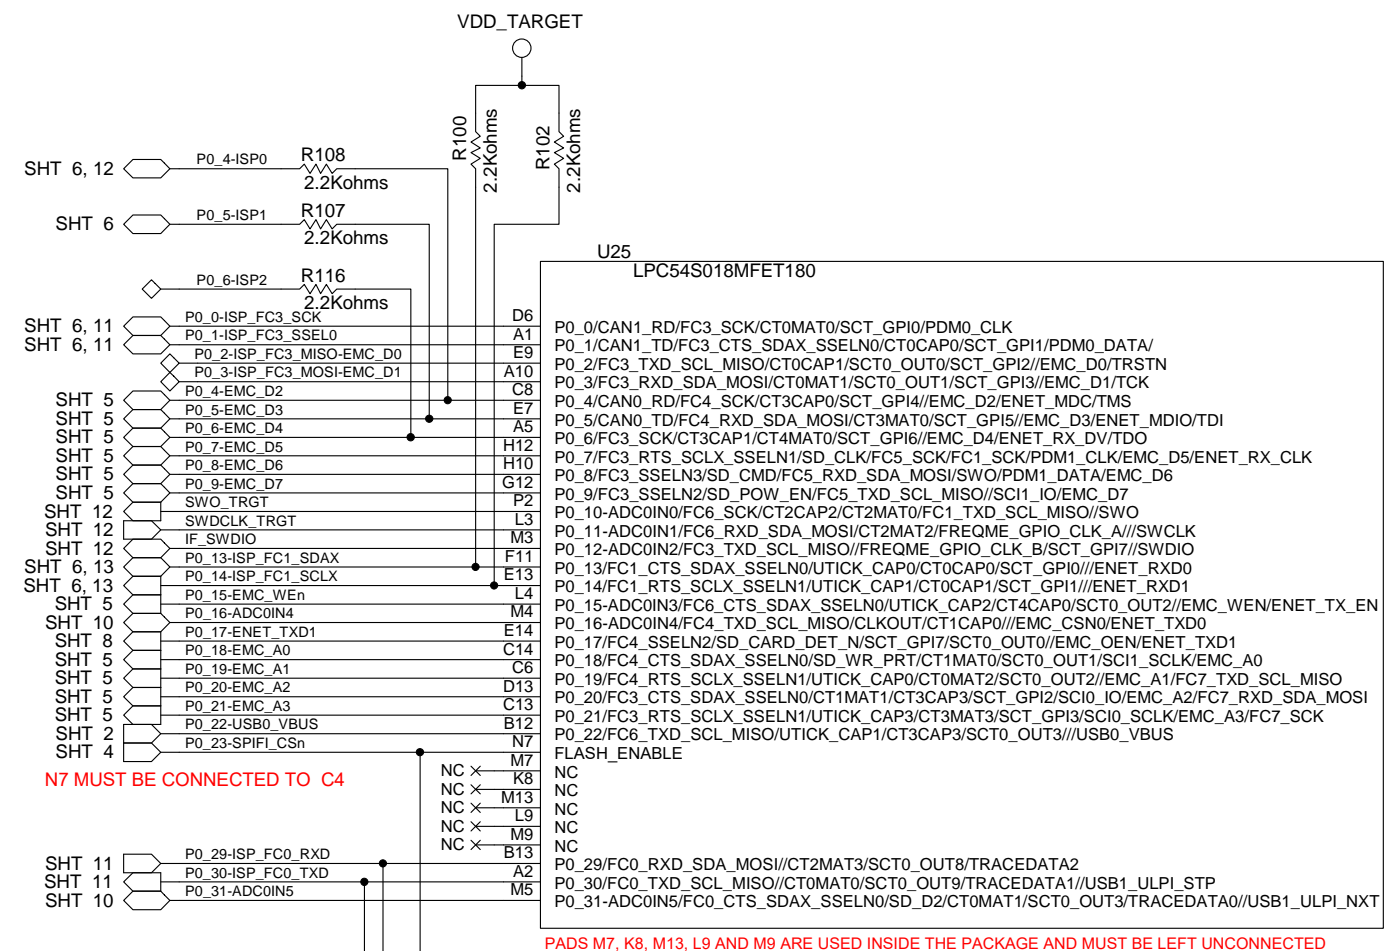 VDD_TARGET
R100
2.2Kohms
R102
2.2Kohms
SHT 6, 12 P0_4-ISP0 R108
2.2Kohms
SHT 6 P0_5-ISP1 R107
2.2Kohms
P0_6-ISP2 R116
2.2Kohms
U25
LPC54S018MFET180
SHT 6, 11 P0_0-ISP_FC3_SCK D6 P0_0/CAN1_RD/FC3_SCK/CT0MAT0/SCT_GPI0/PDM0_CLK
SHT 6, 11 P0_1-ISP_FC3_SSEL0 A1 P0_1/CAN1_TD/FC3_CTS_SDAX_SSELN0/CT0CAP0/SCT_GPI1/PDM0_DATA/
P0_2-ISP_FC3_MISO-EMC_D0 E9 P0_2/FC3_TXD_SCL_MISO/CT0CAP1/SCT0_OUT0/SCT_GPI2//EMC_D0/TRSTN
P0_3-ISP_FC3_MOSI-EMC_D1 A10 P0_3/FC3_RXD_SDA_MOSI/CT0MAT1/SCT0_OUT1/SCT_GPI3//EMC_D1/TCK
SHT 5 P0_4-EMC_D2 C8 P0_4/CAN0_RD/FC4_SCK/CT3CAP0/SCT_GPI4//EMC_D2/ENET_MDC/TMS
SHT 5 P0_5-EMC_D3 E7 P0_5/CAN0_TD/FC4_RXD_SDA_MOSI/CT3MAT0/SCT_GPI5//EMC_D3/ENET_MDIO/TDI
SHT 5 P0_6-EMC_D4 A5 P0_6/FC3_SCK/CT3CAP1/CT4MAT0/SCT_GPI6//EMC_D4/ENET_RX_DV/TDO
SHT 5 P0_7-EMC_D5 H12 P0_7/FC3_RTS_SCLX_SSELN1/SD_CLK/FC5_SCK/FC1_SCK/PDM1_CLK/EMC_D5/ENET_RX_CLK
SHT 5 P0_8-EMC_D6 H10 P0_8/FC3_SSELN3/SD_CMD/FC5_RXD_SDA_MOSI/SWO/PDM1_DATA/EMC_D6
SHT 5 P0_9-EMC_D7 G12 P0_9/FC3_SSELN2/SD_POW_EN/FC5_TXD_SCL_MISO//SCI1_IO/EMC_D7
SHT 12 SWO_TRGT P2 P0_10-ADC0IN0/FC6_SCK/CT2CAP2/CT2MAT0/FC1_TXD_SCL_MISO//SWO
SHT 12 SWDCLK_TRGT L3 P0_11-ADC0IN1/FC6_RXD_SDA_MOSI/CT2MAT2/FREQME_GPIO_CLK_A///SWCLK
SHT 12 IF_SWDIO M3 P0_12-ADC0IN2/FC3_TXD_SCL_MISO//FREQME_GPIO_CLK_B/SCT_GPI7//SWDIO
SHT 6, 13 P0_13-ISP_FC1_SDAX F11 P0_13/FC1_CTS_SDAX_SSELN0/UTICK_CAP0/CT0CAP0/SCT_GPI0///ENET_RXD0
SHT 6, 13 P0_14-ISP_FC1_SCLX E13 P0_14/FC1_RTS_SCLX_SSELN1/UTICK_CAP1/CT0CAP1/SCT_GPI1///ENET_RXD1
SHT 5 P0_15-EMC_WEn L4 P0_15-ADC0IN3/FC6_CTS_SDAX_SSELN0/UTICK_CAP2/CT4CAP0/SCT0_OUT2//EMC_WEN/ENET_TX_EN
SHT 10 P0_16-ADC0IN4 M4 P0_16-ADC0IN4/FC4_TXD_SCL_MISO/CLKOUT/CT1CAP0///EMC_CSN0/ENET_TXD0
SHT 8 P0_17-ENET_TXD1 E14 P0_17/FC4_SSELN2/SD_CARD_DET_N/SCT_GPI7/SCT0_OUT0//EMC_OEN/ENET_TXD1
SHT 5 P0_18-EMC_A0 C14 P0_18/FC4_CTS_SDAX_SSELN0/SD_WR_PRT/CT1MAT0/SCT0_OUT1/SCI1_SCLK/EMC_A0
SHT 5 P0_19-EMC_A1 C6 P0_19/FC4_RTS_SCLX_SSELN1/UTICK_CAP0/CT0MAT2/SCT0_OUT2//EMC_A1/FC7_TXD_SCL_MISO
SHT 5 P0_20-EMC_A2 D13 P0_20/FC3_CTS_SDAX_SSELN0/CT1MAT1/CT3CAP3/SCT_GPI2/SCI0_IO/EMC_A2/FC7_RXD_SDA_MOSI
SHT 5 P0_21-EMC_A3 C13 P0_21/FC3_RTS_SCLX_SSELN1/UTICK_CAP3/CT3MAT3/SCT_GPI3/SCI0_SCLK/EMC_A3/FC7_SCK
SHT 2 P0_22-USB0_VBUS B12 P0_22/FC6_TXD_SCL_MISO/UTICK_CAP1/CT3CAP3/SCT0_OUT3///USB0_VBUS
SHT 4 P0_23-SPIFI_CSn N7 FLASH_ENABLE
N7 MUST BE CONNECTED TO C4
NC M7 NC
NC K8 NC
NC M13 NC
NC L9 NC
NC M9 NC
SHT 11 P0_29-ISP_FC0_RXD B13 P0_29/FC0_RXD_SDA_MOSI//CT2MAT3/SCT0_OUT8/TRACEDATA2
SHT 11 P0_30-ISP_FC0_TXD A2 P0_30/FC0_TXD_SCL_MISO//CT0MAT0/SCT0_OUT9/TRACEDATA1//USB1_ULPI_STP
SHT 10 P0_31-ADC0IN5 M5 P0_31-ADC0IN5/FC0_CTS_SDAX_SSELN0/SD_D2/CT0MAT1/SCT0_OUT3/TRACEDATA0//USB1_ULPI_NXT
PADS M7, K8, M13, L9 AND M9 ARE USED INSIDE THE PACKAGE AND MUST BE LEFT UNCONNECTED